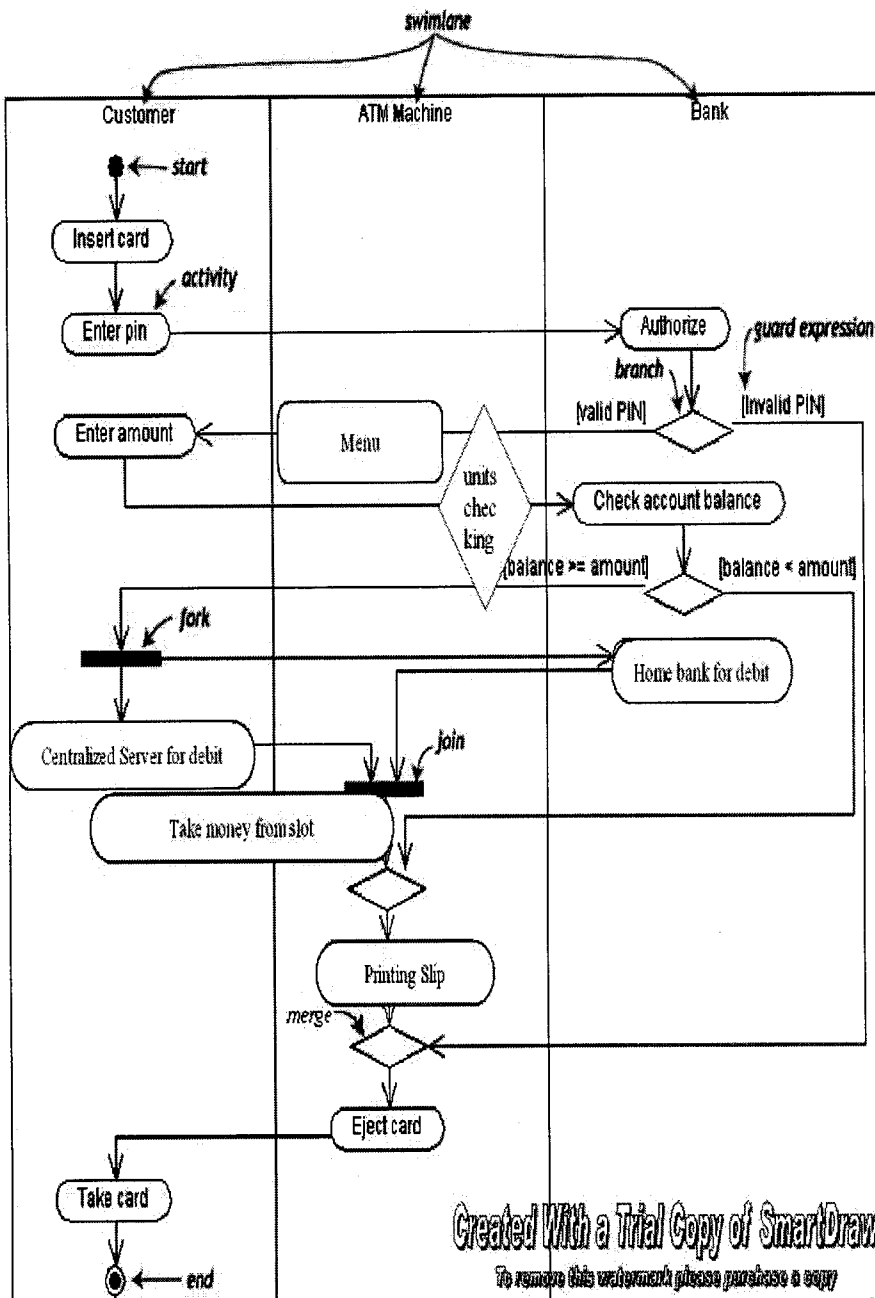 swimlane
Customer
ATM Machine
Bank
start
Insert card
activity
Enter pin
Authorize
guard expression
branch
[valid PIN]
[Invalid PIN]
Enter amount
Menu
units
chec
king
Check account balance
[balance >= amount]
[balance < amount]
fork
Home bank for debit
Centralized Server for debit
join
Take money from slot
Printing Slip
merge
Eject card
Take card
end
Created With a Trial Copy of SmartDraw
To remove this watermark please purchase a copy